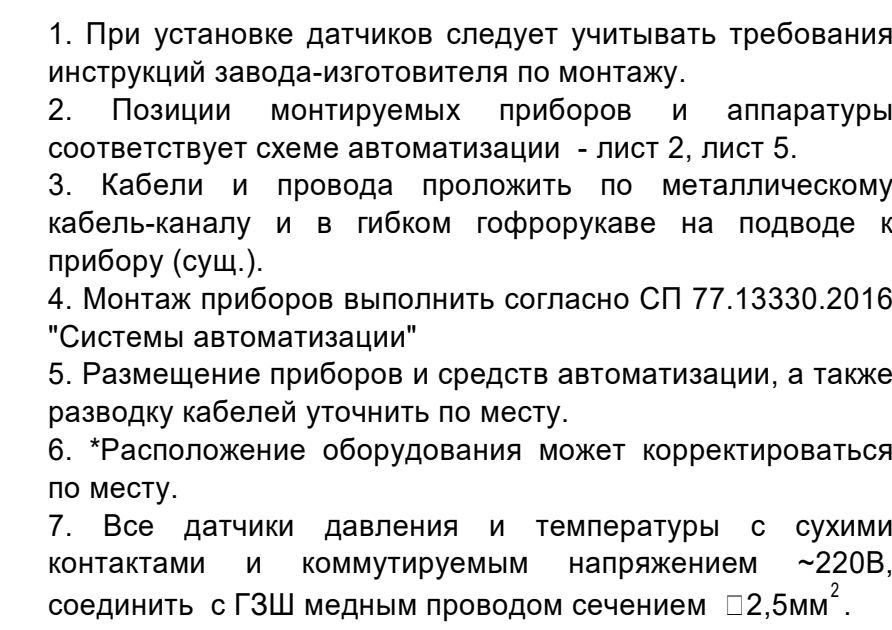 1. При установке датчиков следует учитывать требования
инструкций завода-изготовителя по монтажу.
2. Позиции монтируемых приборов и аппаратуры
соответствует схеме автоматизации - лист 2, лист 5.
3. Кабели и провода проложить по металлическому
кабель-каналу и в гибком гофрорукаве на подводе к
прибору (сущ.).
4. Монтаж приборов выполнить согласно СП 77.13330.2016
"Системы автоматизации"
5. Размещение приборов и средств автоматизации, а также
разводку кабелей уточнить по месту.
6. *Расположение оборудования может корректироваться
по месту.
7. Все датчики давления и температуры с сухими
контактами и коммутируемым напряжением ~220В,
соединить с ГЗШ медным проводом сечением □2,5мм².